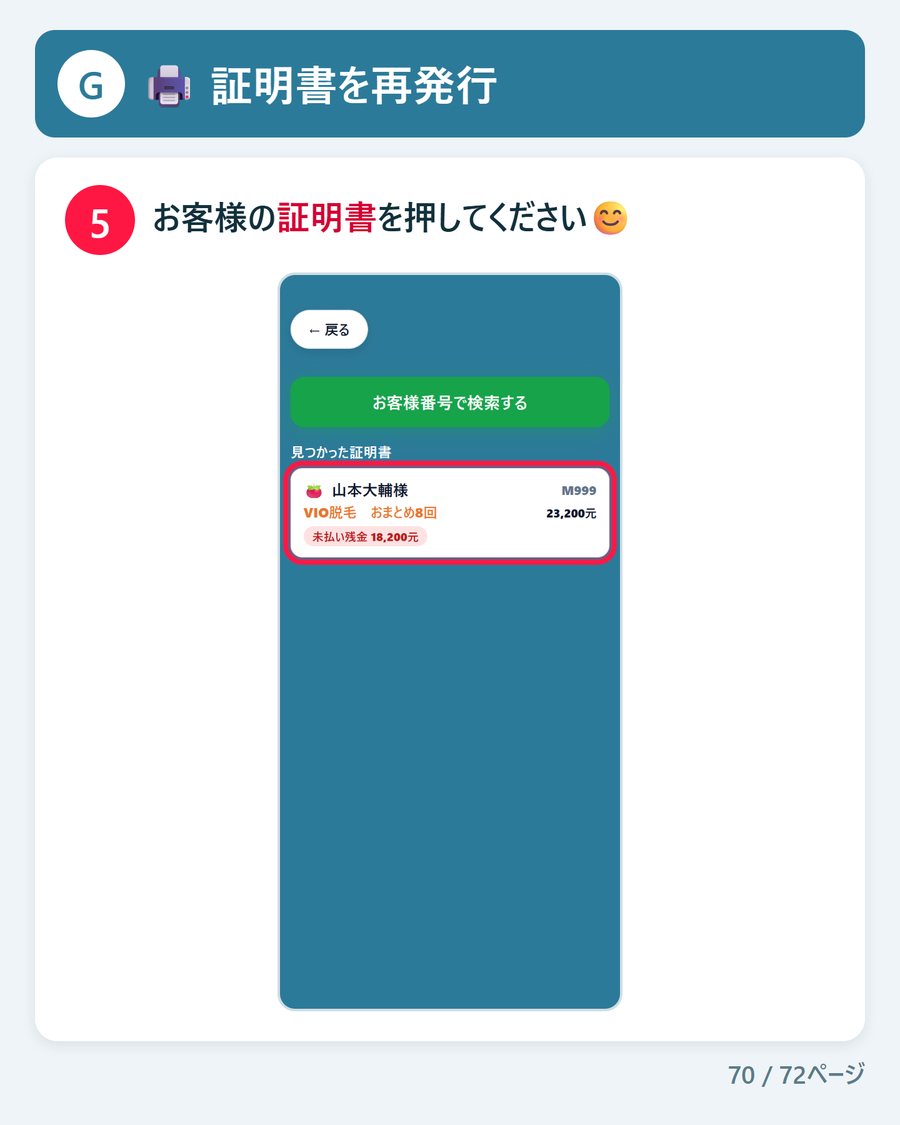 G 証明書を再発行
5 お客様の証明書を押してください
← 戻る
お客様番号で検索する
見つかった証明書
山本大輔様 M999
VIO脱毛 おまとめ8回 23,200元
未払い残金 18,200元
70 / 72ページ